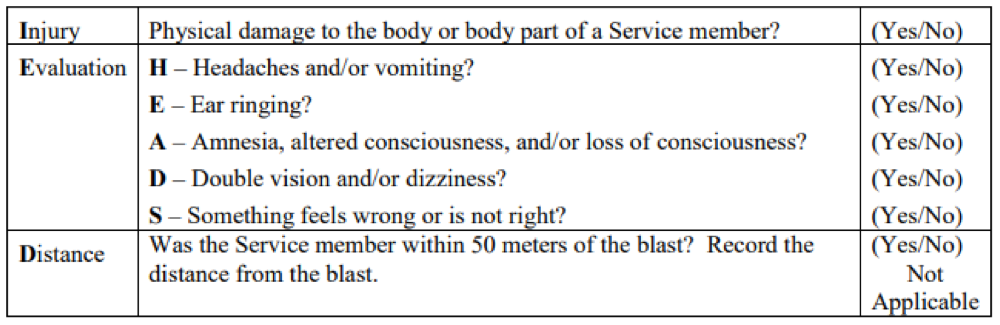 Injury Physical damage to the body or body part of a Service member? (Yes/No)
Evaluation H – Headaches and/or vomiting? (Yes/No)
E – Ear ringing? (Yes/No)
A – Amnesia, altered consciousness, and/or loss of consciousness? (Yes/No)
D – Double vision and/or dizziness? (Yes/No)
S – Something feels wrong or is not right? (Yes/No)
Distance Was the Service member within 50 meters of the blast? Record the (Yes/No)
distance from the blast. Not
Applicable